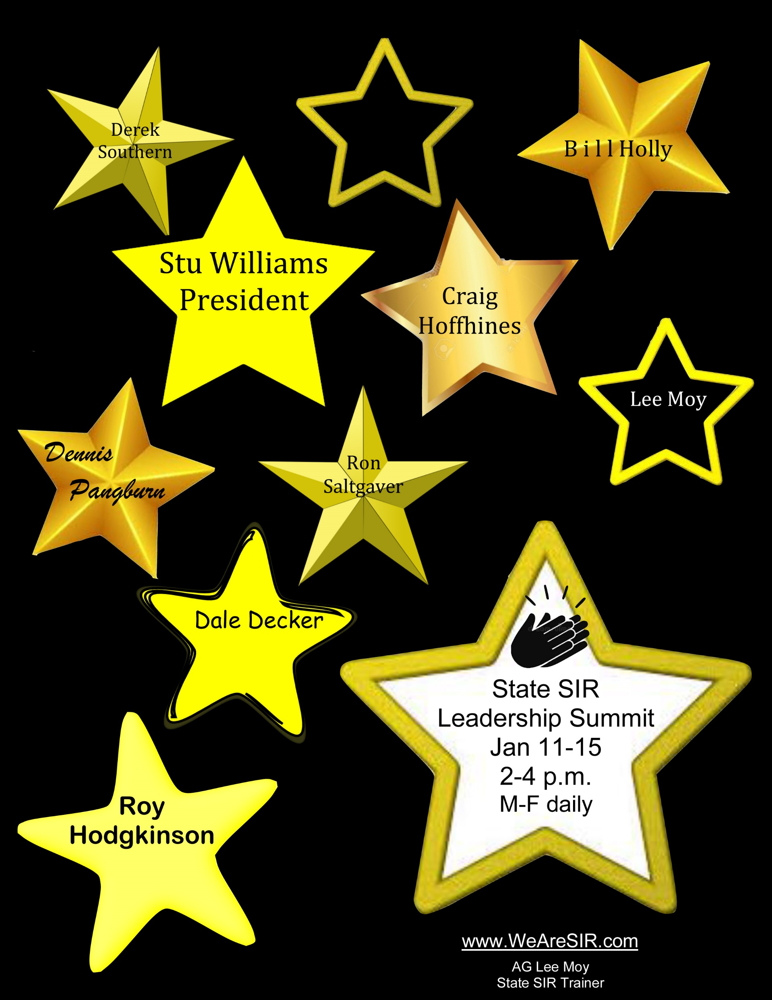 Derek
Southern
B i l l Holly
Stu Williams
President
Craig
Hoffhines
Lee Moy
Dennis
Pangburn
Ron
Saltgaver
Dale Decker
State SIR
Leadership Summit
Jan 11-15
2-4 p.m.
M-F daily
Roy
Hodgkinson
www.WeAreSIR.com
AG Lee Moy
State SIR Trainer